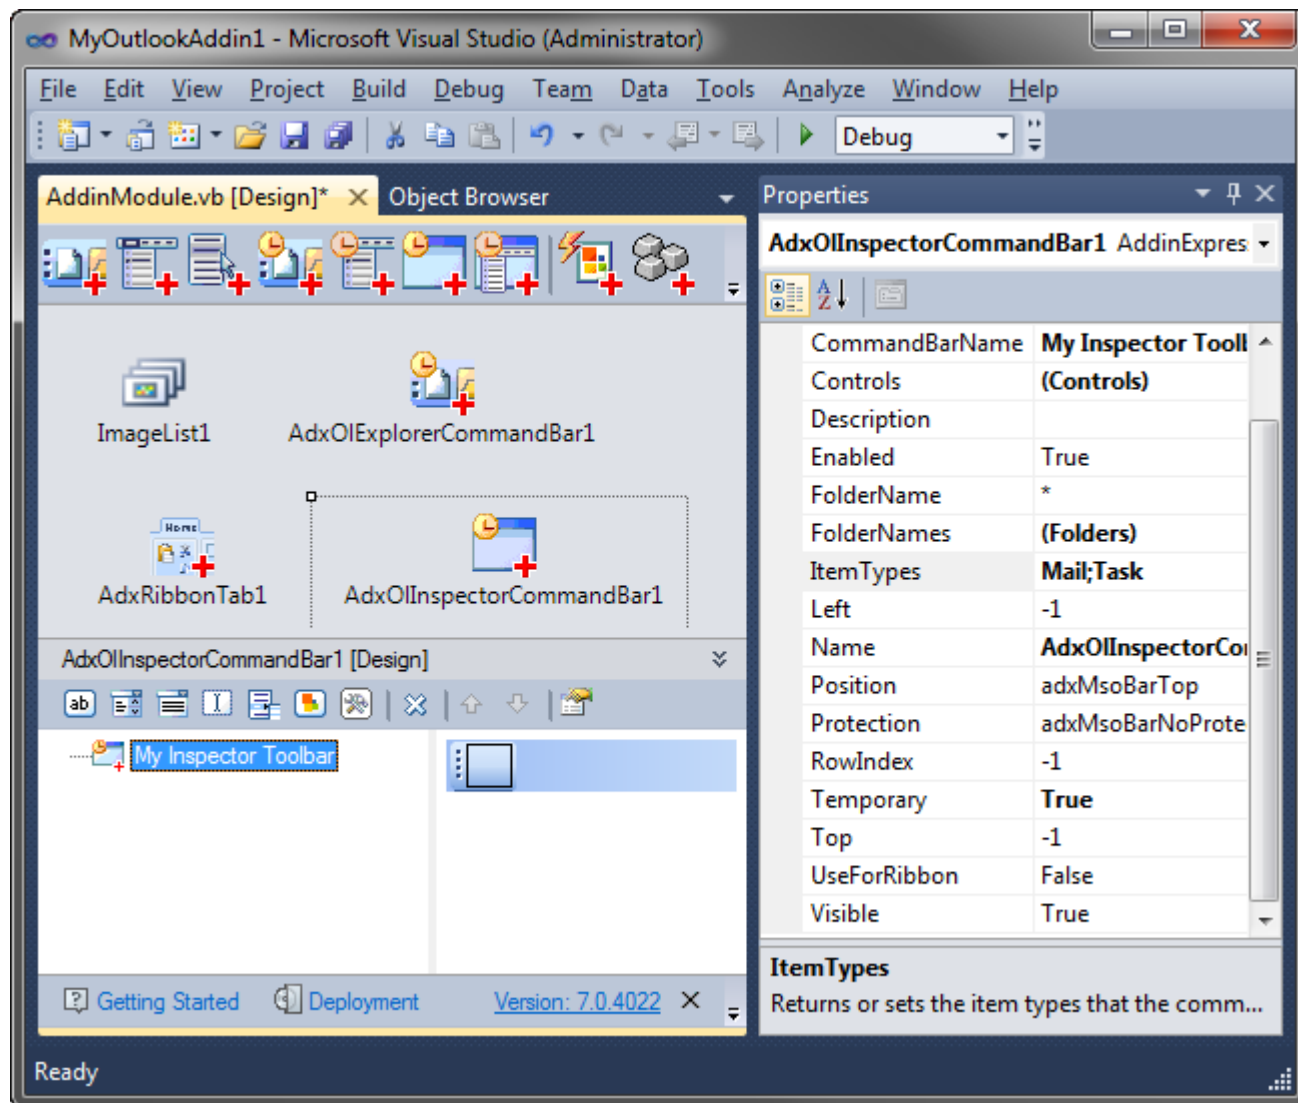 MyOutlookAddin1 - Microsoft Visual Studio (Administrator)
File Edit View Project Build Debug Team Data Tools Analyze Window Help
Debug
AddinModule.vb [Design]* Object Browser
ImageList1 AdxOlExplorerCommandBar1
Home
AdxRibbonTab1 AdxOlInspectorCommandBar1
AdxOlInspectorCommandBar1 [Design]
ab
My Inspector Toolbar
Getting Started Deployment Version: 7.0.4022
Properties
AdxOlInspectorCommandBar1 AddinExpres
AZ
CommandBarName My Inspector Toolb
Controls (Controls)
Description
Enabled True
FolderName *
FolderNames (Folders)
ItemTypes Mail;Task
Left -1
Name AdxOlInspectorCo
Position adxMsoBarTop
Protection adxMsoBarNoProte
RowIndex -1
Temporary True
Top -1
UseForRibbon False
Visible True
ItemTypes
Returns or sets the item types that the comm...
Ready